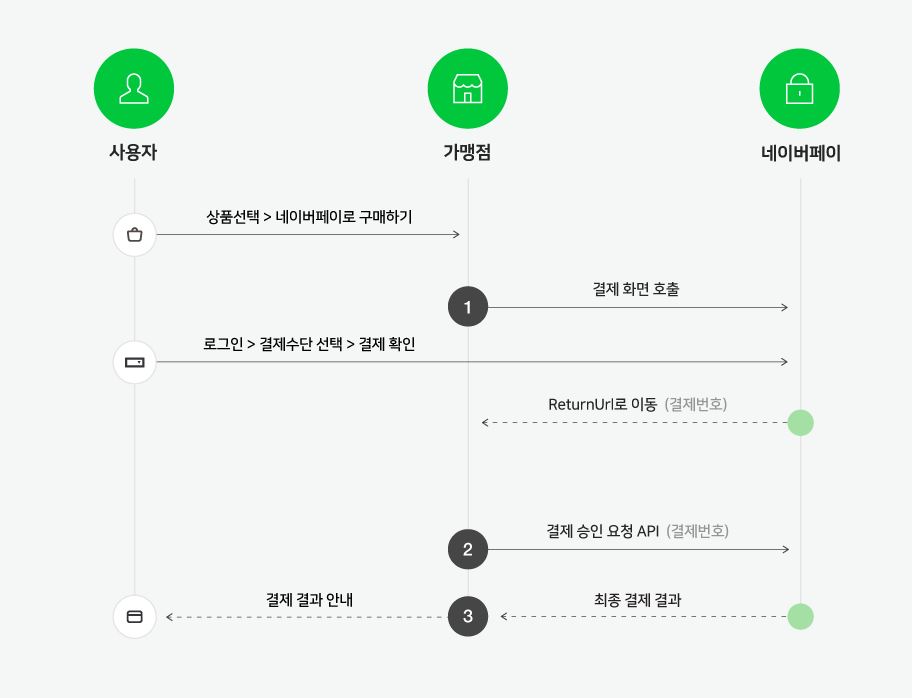 사용자
가맹점
네이버페이
상품선택 > 네이버페이로 구매하기
1
결제 화면 호출
로그인 > 결제수단 선택 > 결제 확인
ReturnUrl로 이동 (결제번호)
2
결제 승인 요청 API (결제번호)
결제 결과 안내
3
최종 결제 결과